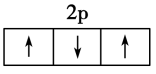 2p
↑ ↓ ↑